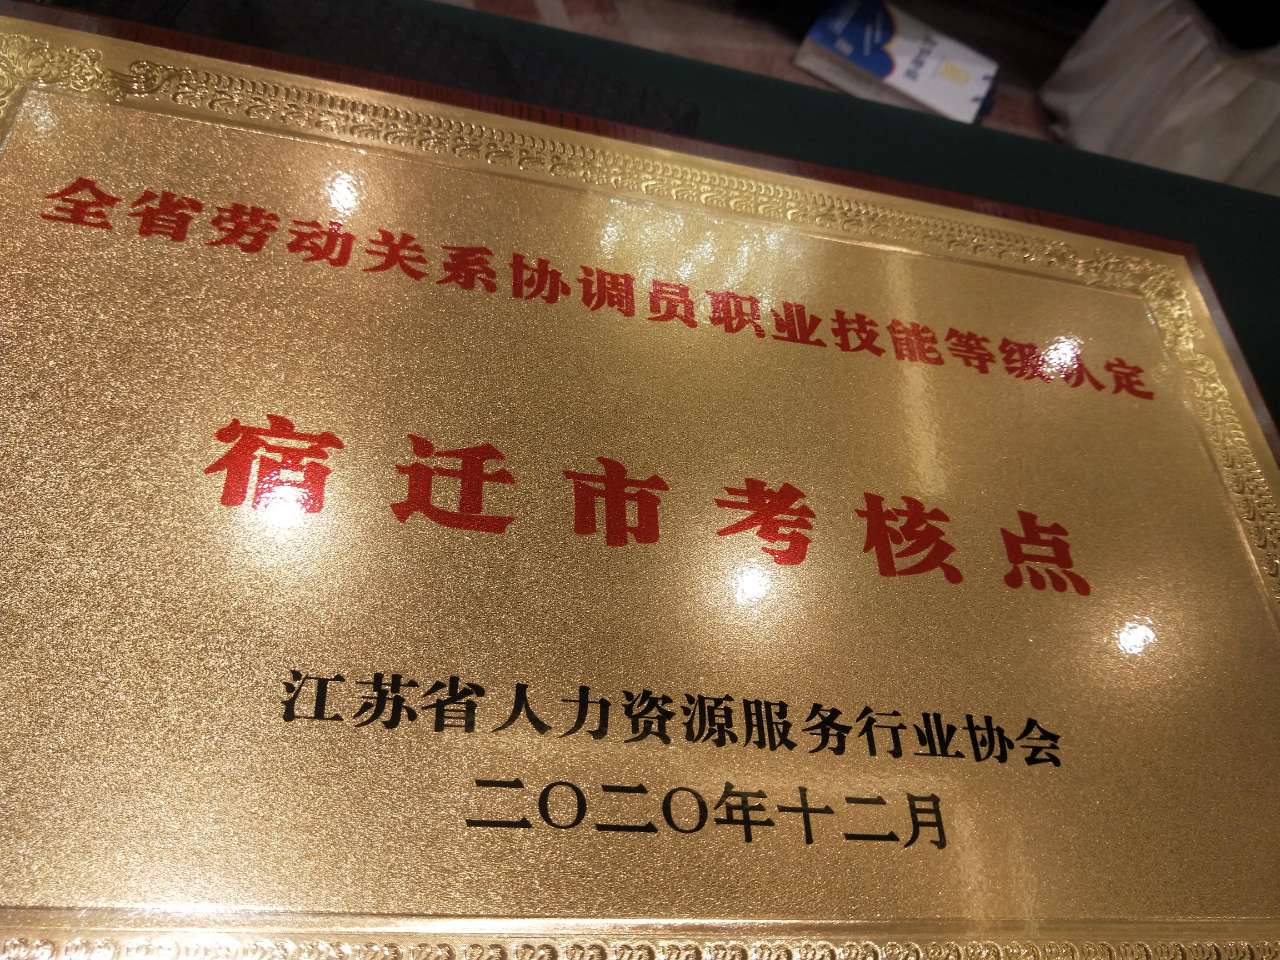 全省劳动关系协调员职业技能等级认定
宿迁市考核点
江苏省人力资源服务行业协会
二〇二〇年十二月